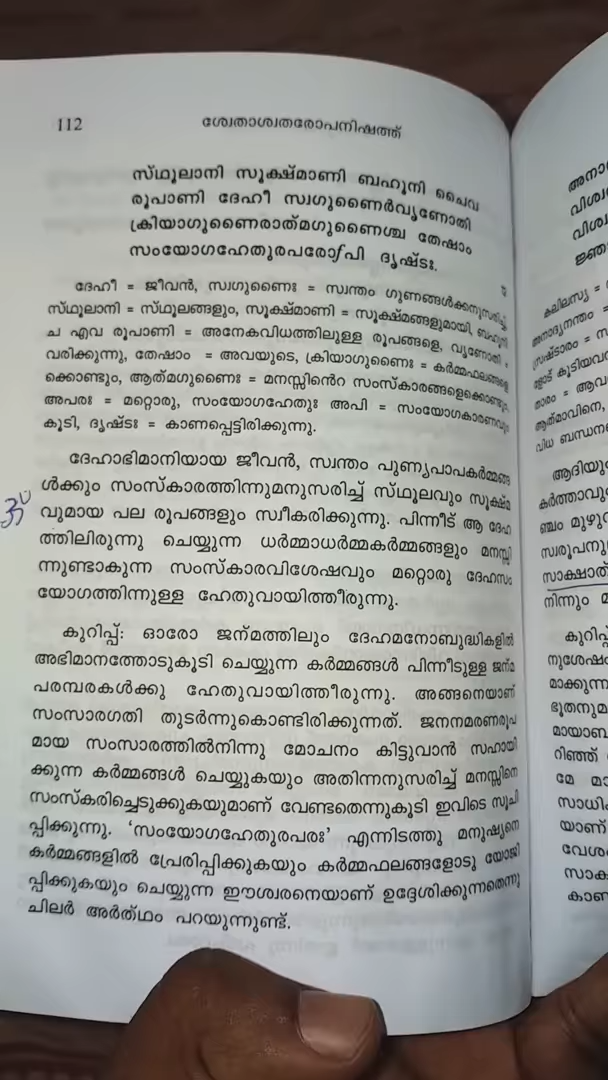 112
ശ്വേതാശ്വതരോപനിഷത്ത്
സ്ഥൂലാനി സൂക്ഷ്മാണി ബഹൂനി ചൈവ
രൂപാണി ദേഹീ സ്വഗുണൈർവൃണോതി
ക്രിയാഗുണൈരാത്മഗുണൈശ്ച തേഷാം
സംയോഗഹേതുരപരോƒപി ദൃഷ്ടഃ.
ദേഹീ = ജീവൻ, സ്വഗുണൈഃ = സ്വന്തം ഗുണങ്ങൾക്കനുസരിച്ചു
സ്ഥൂലാനി = സ്ഥൂലങ്ങളും, സൂക്ഷ്മാണി = സൂക്ഷ്മങ്ങളുമായി, ബഹൂനി
ച ഏവ രൂപാണി = അനേകവിധത്തിലുള്ള രൂപങ്ങളെ, വൃണോതി =
വരിക്കുന്നു, തേഷാം = അവയുടെ, ക്രിയാഗുണൈഃ = കർമ്മഫലങ്ങളെ
ക്കൊണ്ടും, ആത്മഗുണൈഃ = മനസ്സിൻെറ സംസ്കാരങ്ങളെക്കൊണ്ടും,
അപരഃ = മറ്റൊരു, സംയോഗഹേതുഃ അപി = സംയോഗകാരണവും
കൂടി, ദൃഷ്ടഃ = കാണപ്പെട്ടിരിക്കുന്നു.
ദേഹാഭിമാനിയായ ജീവൻ, സ്വന്തം പുണ്യപാപകർമ്മങ്ങ
ൾക്കും സംസ്കാരത്തിന്നുമനുസരിച്ച് സ്ഥൂലവും സൂക്ഷ്മ
വുമായ പല രൂപങ്ങളും സ്വീകരിക്കുന്നു. പിന്നീട് ആ ദേഹ
ത്തിലിരുന്നു ചെയ്യുന്ന ധർമ്മാധർമ്മകർമ്മങ്ങളും മനസ്സി
ന്നുണ്ടാകുന്ന സംസ്കാരവിശേഷവും മറ്റൊരു ദേഹസം
യോഗത്തിന്നുള്ള ഹേതുവായിത്തീരുന്നു.
കുറിപ്പ്: ഓരോ ജന്മത്തിലും ദേഹമനോബുദ്ധികളിൽ
അഭിമാനത്തോടുകൂടി ചെയ്യുന്ന കർമ്മങ്ങൾ പിന്നീടുള്ള ജന്മ
പരമ്പരകൾക്കു ഹേതുവായിത്തീരുന്നു. അങ്ങനെയാണ്
സംസാരഗതി തുടർന്നുകൊണ്ടിരിക്കുന്നത്. ജനനമരണരൂപ
മായ സംസാരത്തിൽനിന്നു മോചനം കിട്ടുവാൻ സഹായി
ക്കുന്ന കർമ്മങ്ങൾ ചെയ്യുകയും അതിന്നനുസരിച്ച് മനസ്സിനെ
സംസ്കരിച്ചെടുക്കുകയുമാണ് വേണ്ടതെന്നുകൂടി ഇവിടെ സൂചി
പ്പിക്കുന്നു. ‘സംയോഗഹേതുരപരഃ’ എന്നിടത്തു മനുഷ്യനെ
കർമ്മങ്ങളിൽ പ്രേരിപ്പിക്കുകയും കർമ്മഫലങ്ങളോടു യോജി
പ്പിക്കുകയും ചെയ്യുന്ന ഈശ്വരനെയാണ് ഉദ്ദേശിക്കുന്നതെന്നു
ചിലർ അർത്ഥം പറയുന്നുണ്ട്.